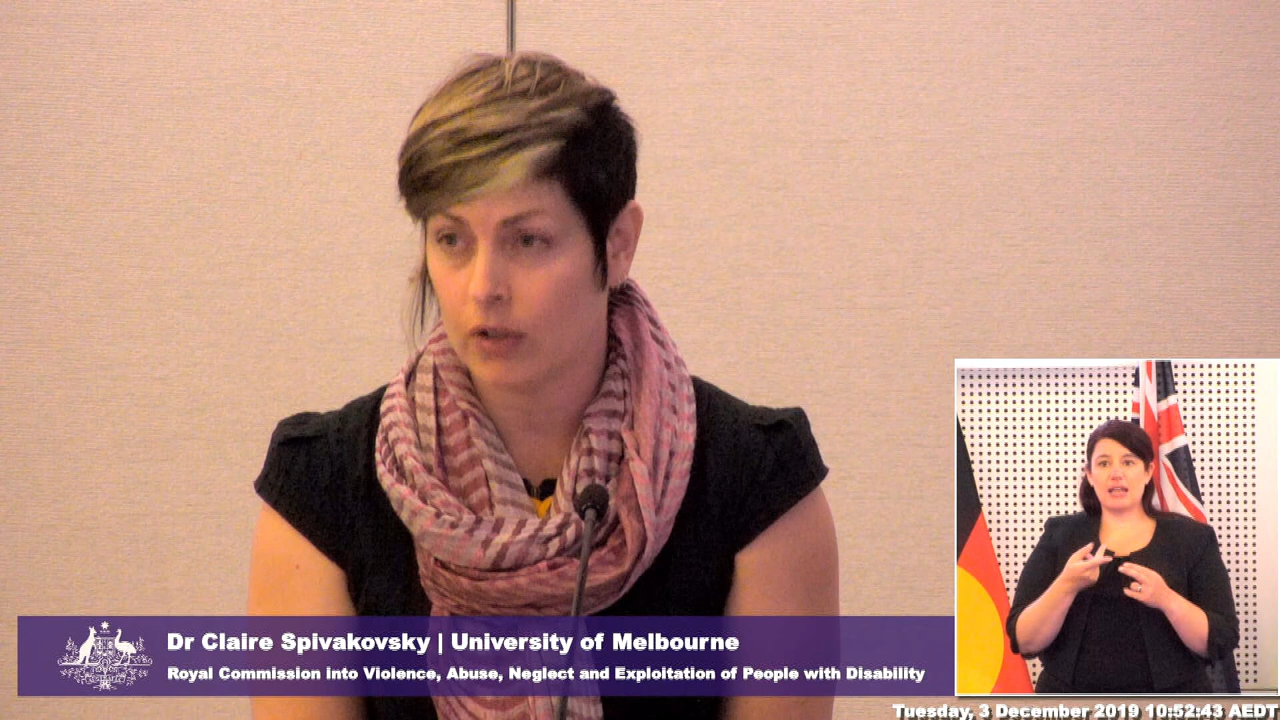 Dr Claire Spivakovsky | University of Melbourne
Royal Commission into Violence, Abuse, Neglect and Exploitation of People with Disability
Tuesday, 3 December 2019 10:52:43 AEDT